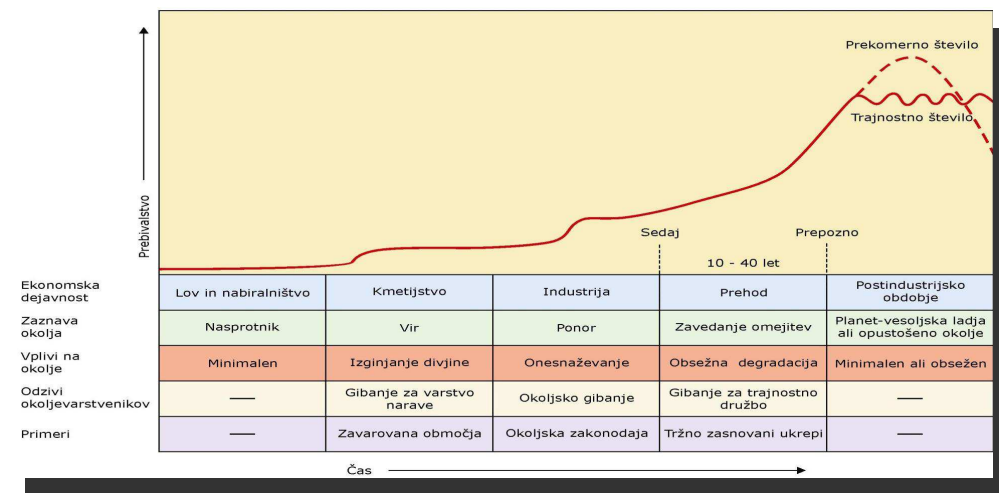 Prekomerno število
Trajnostno število
Prebivalstvo
Sedaj
Prepozno
10 - 40 let
Ekonomska
dejavnost
Lov in nabiralništvo
Kmetijstvo
Industrija
Prehod
Postindustrijsko
obdobje
Zaznava
okolja
Nasprotnik
Vir
Ponor
Zavedanje omejitev
Planet-vesoljska ladja
ali opustošeno okolje
Vplivi na
okolje
Minimalen
Izginjanje divjine
Onesnaževanje
Obsežna degradacija
Minimalen ali obsežen
Odzivi
okoljevarstvenikov
—
Gibanje za varstvo
narave
Okoljsko gibanje
Gibanje za trajnostno
družbo
—
Primeri
—
Zavarovana območja
Okoljska zakonodaja
Tržno zasnovani ukrepi
—
Čas